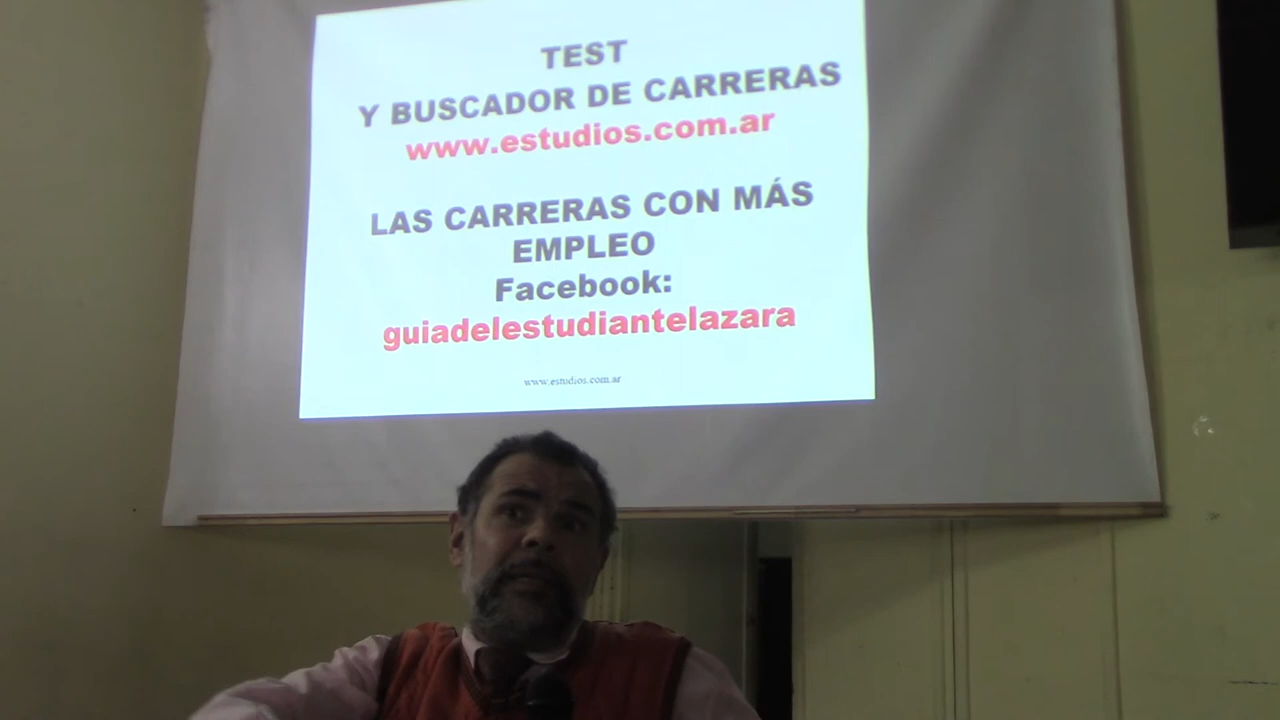 TEST
Y BUSCADOR DE CARRERAS
www.estudios.com.ar
LAS CARRERAS CON MÁS
EMPLEO
Facebook:
guiadelestudiantelazara
www.estudios.com.ar